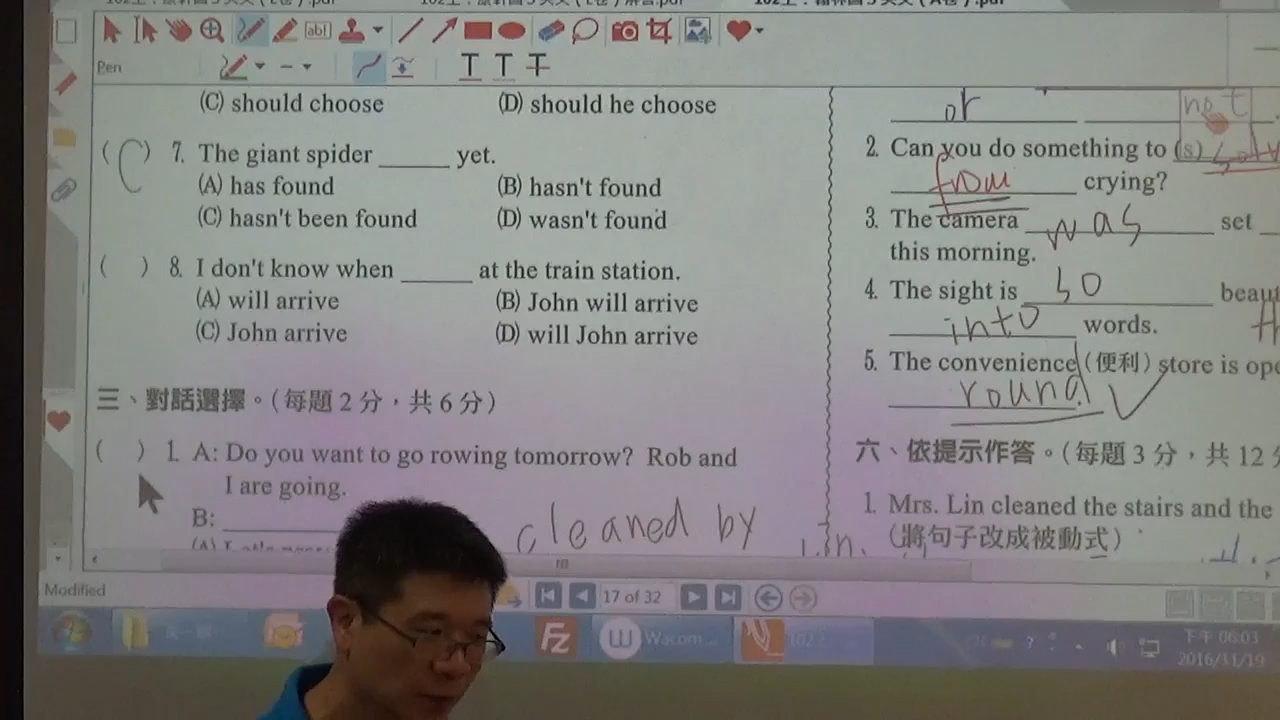 Pen
(C) should choose (D) should he choose
( C ) 7. The giant spider ______ yet.
(A) has found (B) hasn't found
(C) hasn't been found (D) wasn't found
( ) 8. I don't know when ______ at the train station.
(A) will arrive (B) John will arrive
(C) John arrive (D) will John arrive
三、對話選擇。(每題2分,共6分)
( ) 1. A: Do you want to go rowing tomorrow? Rob and
I are going.
B:
cleaned by
or not
2. Can you do something to (s)
from crying?
3. The camera was set
this morning.
4. The sight is so
into words.
5. The convenience (便利) store is
round
六、依提示作答。(每題3分,共12
1. Mrs. Lin cleaned the stairs and the
(將句子改成被動式)
Modified
17 of 32
Fz
Wacom
下午 06:03
2016/11/19